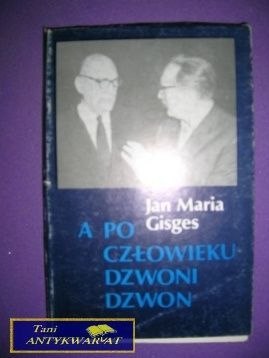 Jan Maria
Gisges
A PO
CZŁOWIEKU
DZWONI
DZWON
Tani
ANTYKWARIAT